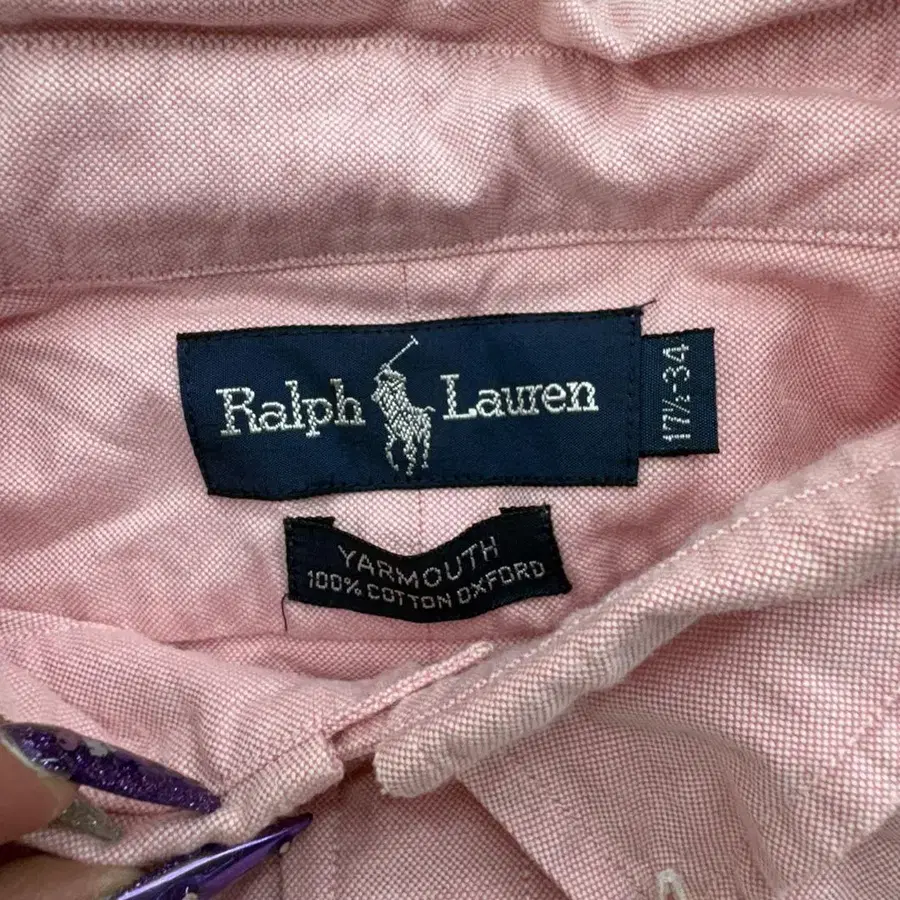 Ralph Lauren
17½-34
YARMOUTH
100% COTTON OXFORD